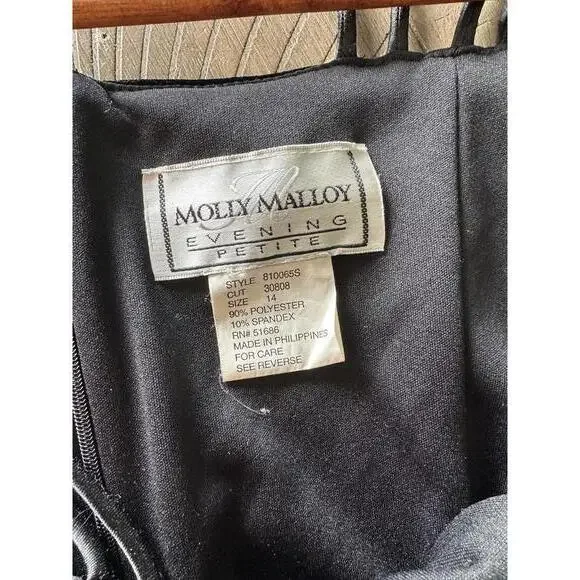 MOLLY MALLOY
EVENING
PETITE
STYLE 810065S
CUT 30808
SIZE 14
90% POLYESTER
10% SPANDEX
RN# 51686
MADE IN PHILIPPINES
FOR CARE
SEE REVERSE